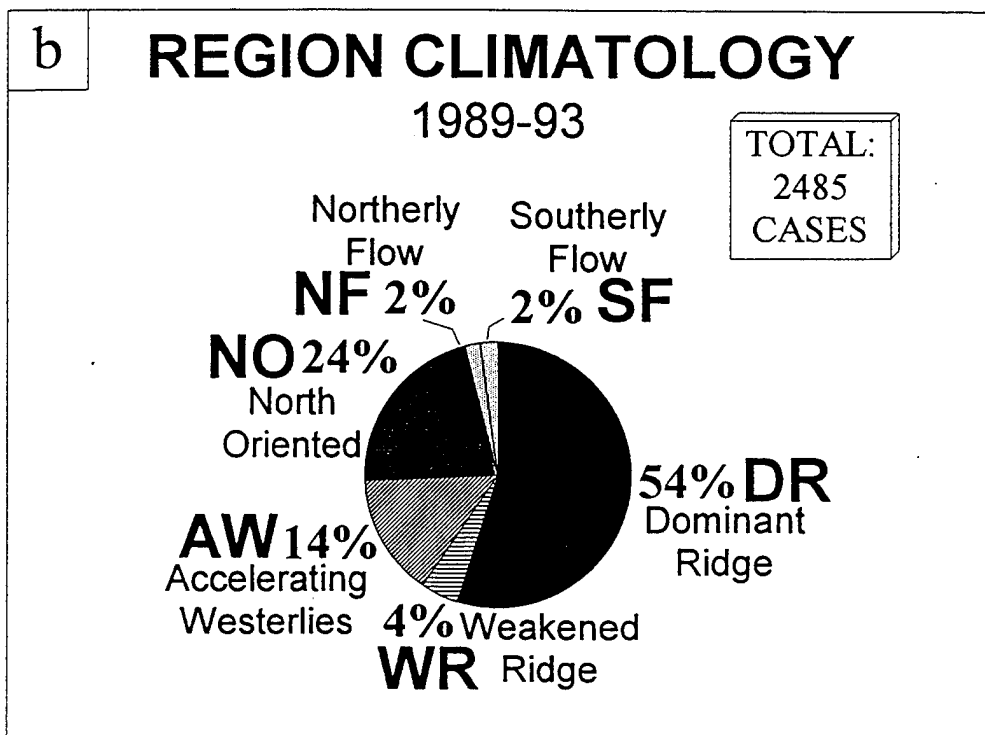 b
REGION CLIMATOLOGY
1989-93
TOTAL:
2485
CASES
Northerly
Flow
NF 2%
Southerly
Flow
2% SF
NO 24%
North
Oriented
54% DR
Dominant
Ridge
AW 14%
Accelerating
Westerlies
4% Weakened
Ridge
WR